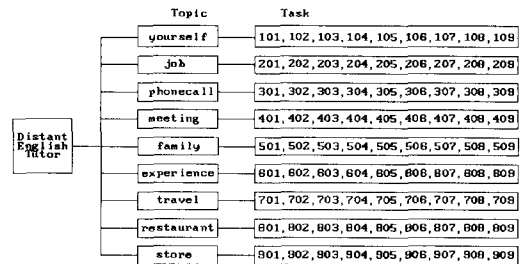 Topic Task
yourself 101,102,103,104,105,106,107,108,109
job 201,202,203,204,205,206,207,208,209
phonecall 301,302,303,304,305,306,307,308,309
meeting 401,402,403,404,405,406,407,408,409
Distant
English
Tutor
family 501,502,503,504,505,506,507,508,509
experience 601,602,603,604,605,606,607,608,609
travel 701,702,703,704,705,706,707,708,709
restaurant 801,802,803,804,805,806,807,808,809
store 901,902,903,904,905,906,907,908,909